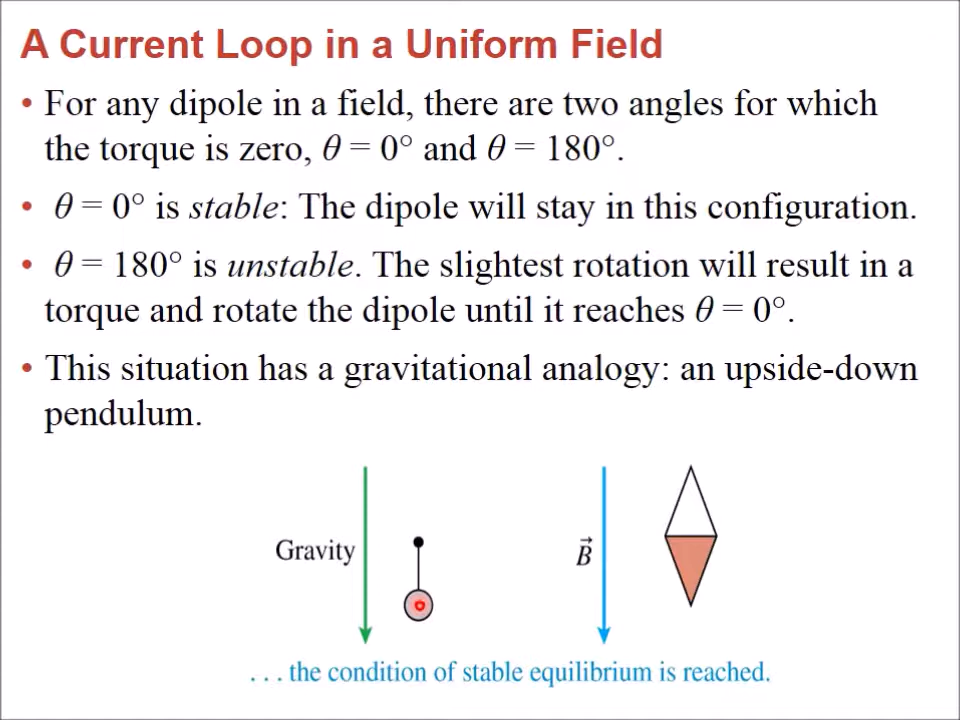 A Current Loop in a Uniform Field
• For any dipole in a field, there are two angles for which
the torque is zero, θ = 0° and θ = 180°.
• θ = 0° is stable: The dipole will stay in this configuration.
• θ = 180° is unstable. The slightest rotation will result in a
torque and rotate the dipole until it reaches θ = 0°.
• This situation has a gravitational analogy: an upside-down
pendulum.
Gravity
B⃗
. . . the condition of stable equilibrium is reached.